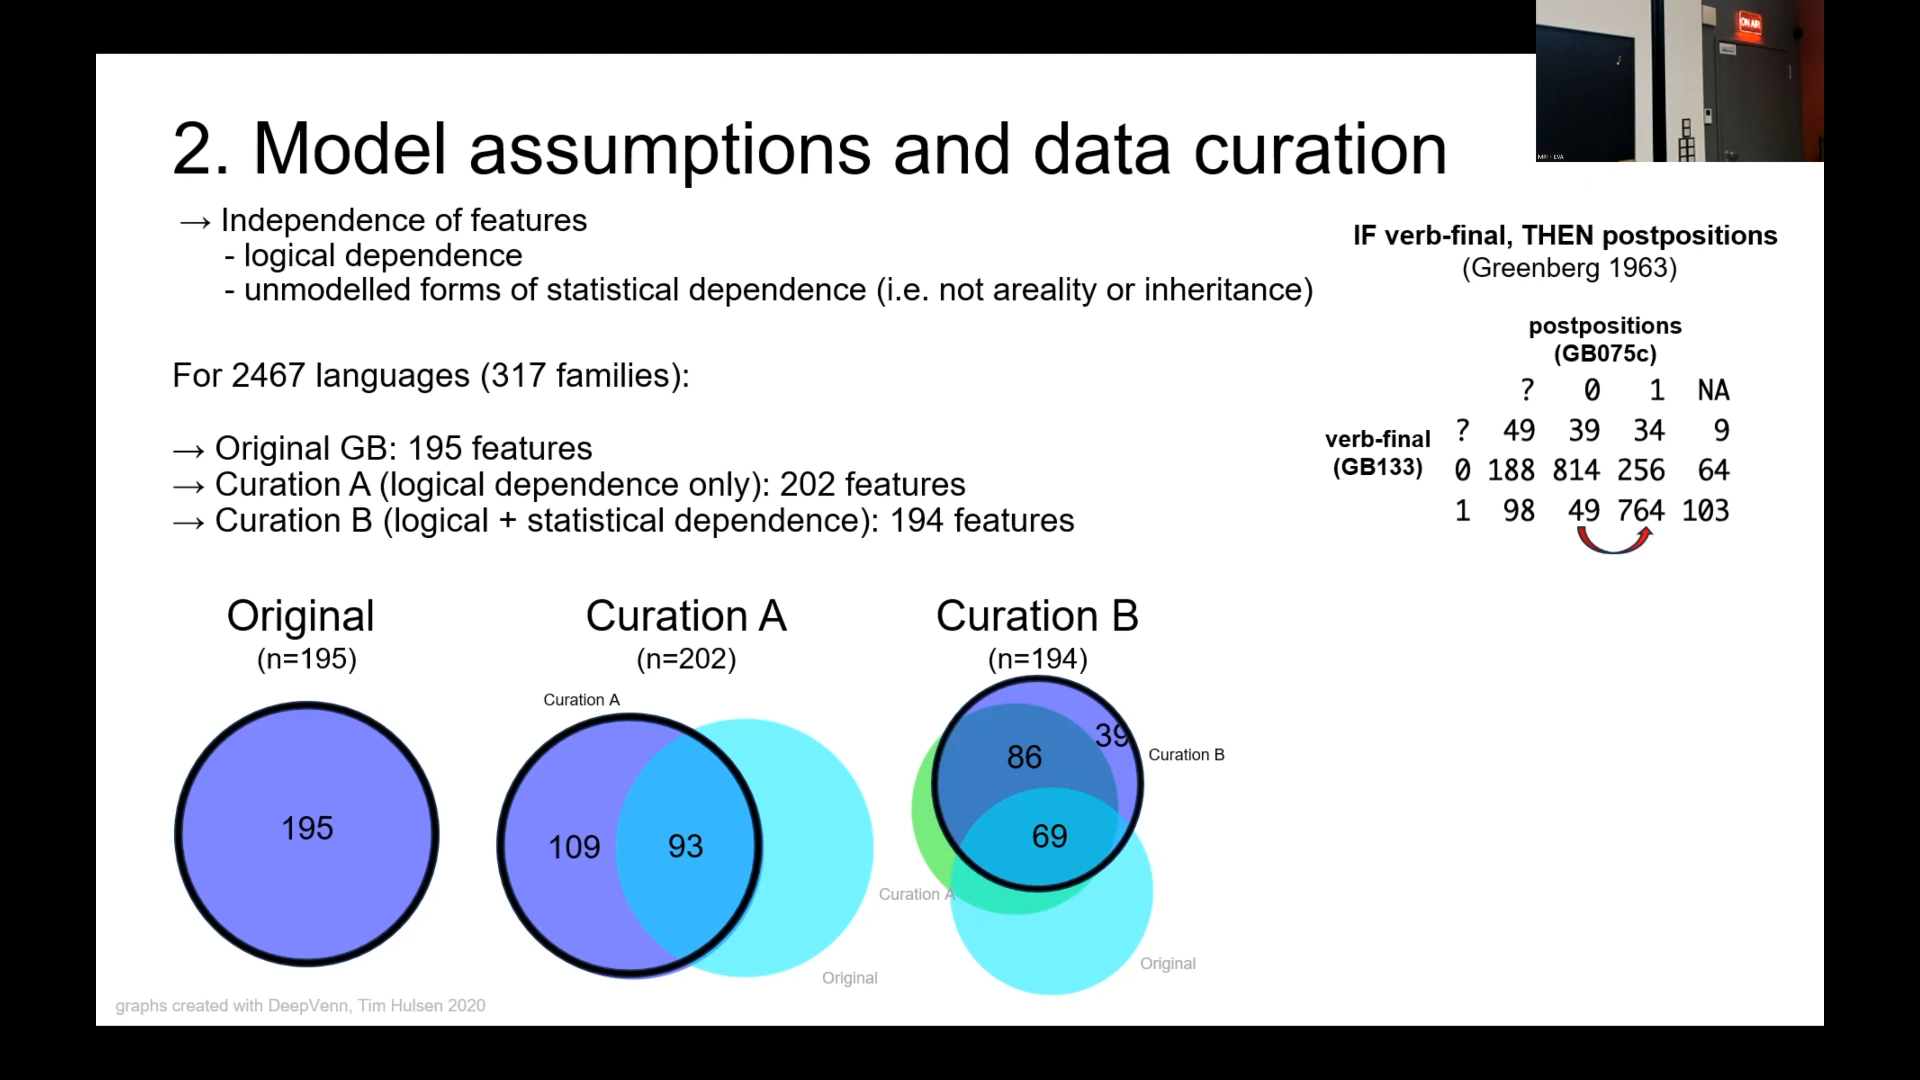 ON AIR
MPI - EVA
2. Model assumptions and data curation
→ Independence of features
- logical dependence
- unmodelled forms of statistical dependence (i.e. not areality or inheritance)
For 2467 languages (317 families):
→ Original GB: 195 features
→ Curation A (logical dependence only): 202 features
→ Curation B (logical + statistical dependence): 194 features
IF verb-final, THEN postpositions
(Greenberg 1963)
postpositions
(GB075c)
? 0 1 NA
verb-final
(GB133)
? 49 39 34 9
0 188 814 256 64
1 98 49 764 103
Original
(n=195)
195
Curation A
(n=202)
Curation A
109 93
Original
Curation B
(n=194)
39
86
Curation B
69
Curation A
Original
graphs created with DeepVenn, Tim Hulsen 2020